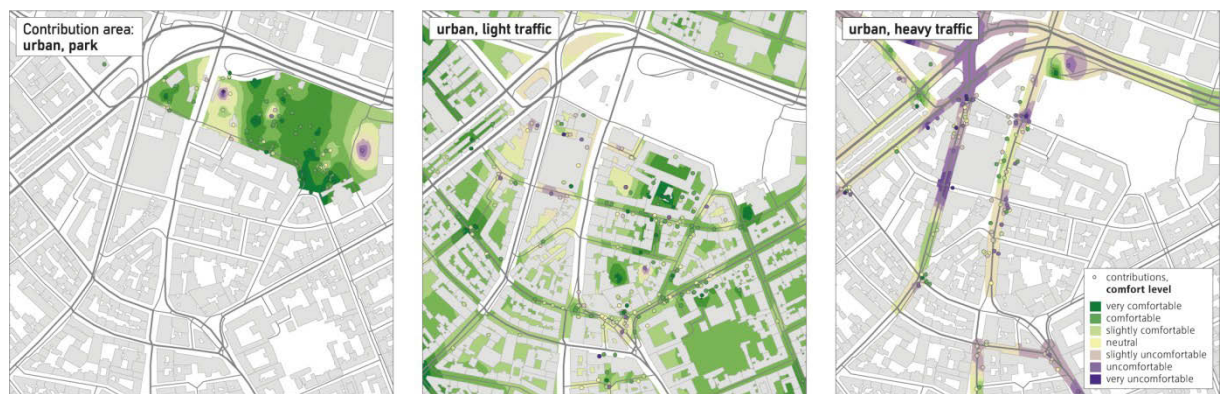 Contribution area:
urban, park
urban, light traffic
urban, heavy traffic
contributions,
comfort level
very comfortable
comfortable
slightly comfortable
neutral
slightly uncomfortable
uncomfortable
very uncomfortable